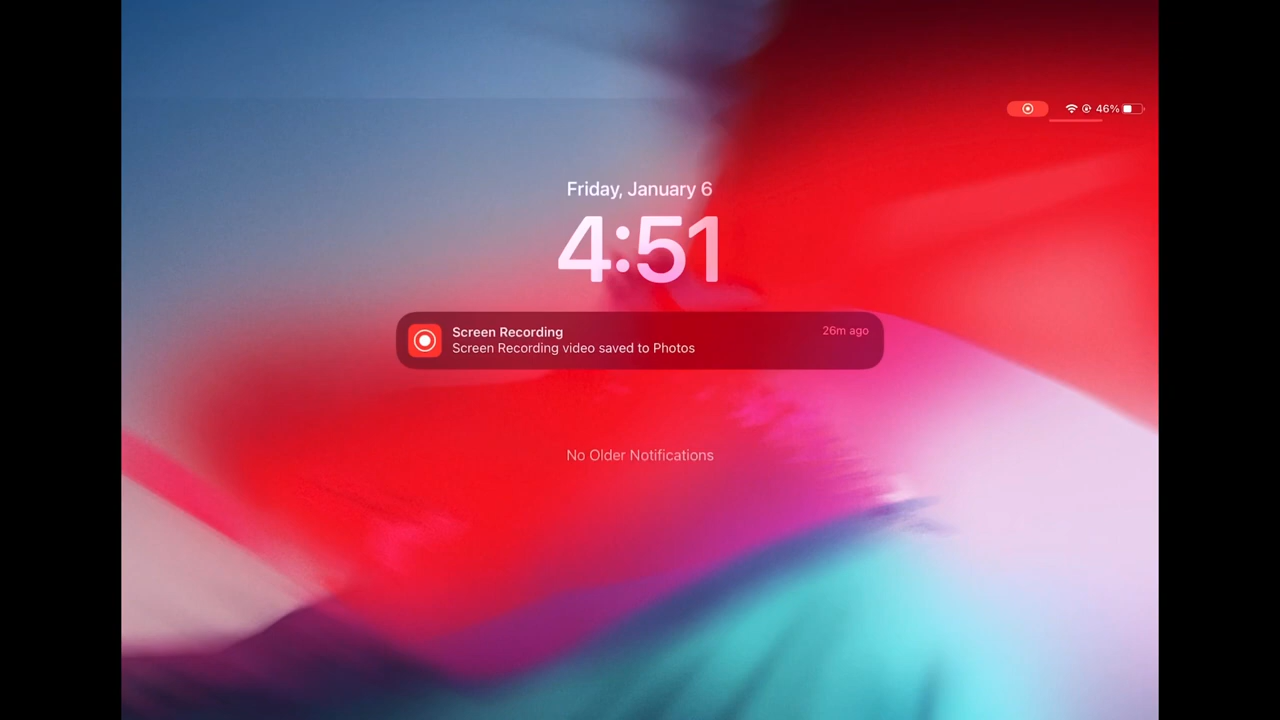 46%
Friday, January 6
4:51
Screen Recording
26m ago
Screen Recording video saved to Photos
No Older Notifications